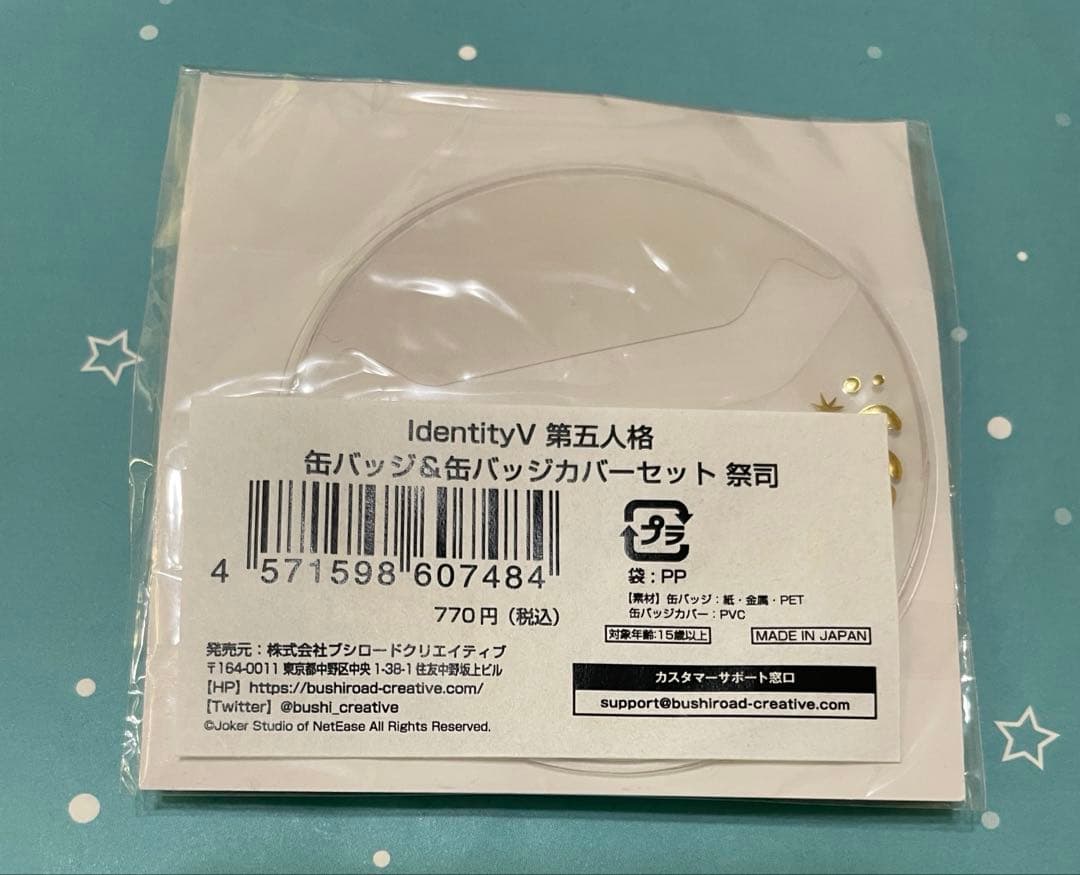 IdentityV 第五人格
缶バッジ&缶バッジカバーセット 祭司
4 571598 607484
770円（税込）
プラ
袋：PP
【素材】缶バッジ：紙・金属・PET
缶バッジカバー：PVC
対象年齢:15歳以上
MADE IN JAPAN
発売元：株式会社ブシロードクリエイティブ
〒164-0011 東京都中野区中央 1-38-1 住友中野坂上ビル
【HP】https://bushiroad-creative.com/
【Twitter】@bushi_creative
©Joker Studio of NetEase All Rights Reserved.
カスタマーサポート窓口
support@bushiroad-creative.com